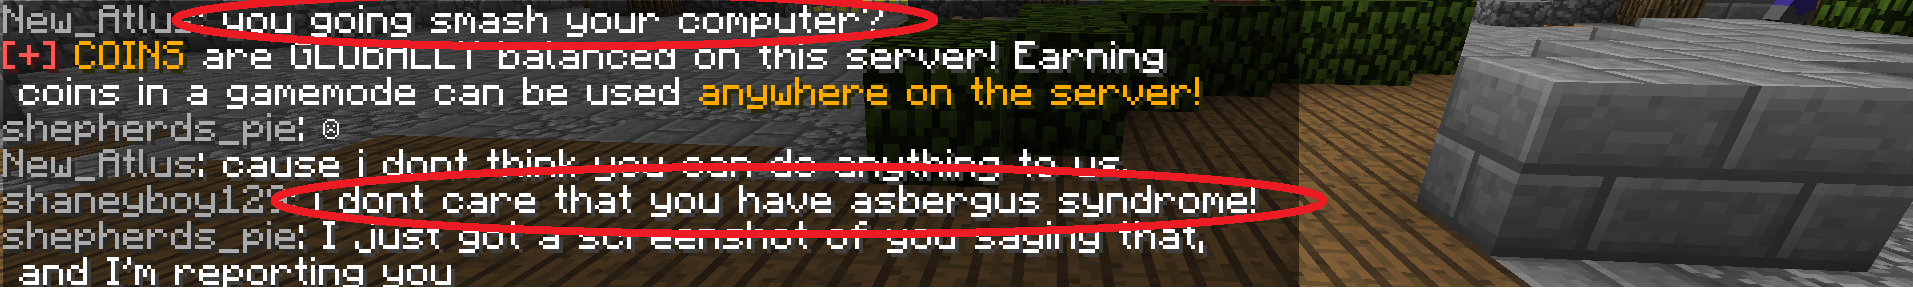 New_Atlus: you going smash your computer?
[+] COINS are GLOBALLY balanced on this server! Earning
coins in a gamemode can be used anywhere on the server!
shepherds_pie: ☹
New_Atlus: cause i dont think you can do anything to us.
shaneyboy129: i dont care that you have asbergus syndrome!
shepherds_pie: I just got a screenshot of you saying that,
and I'm reporting you